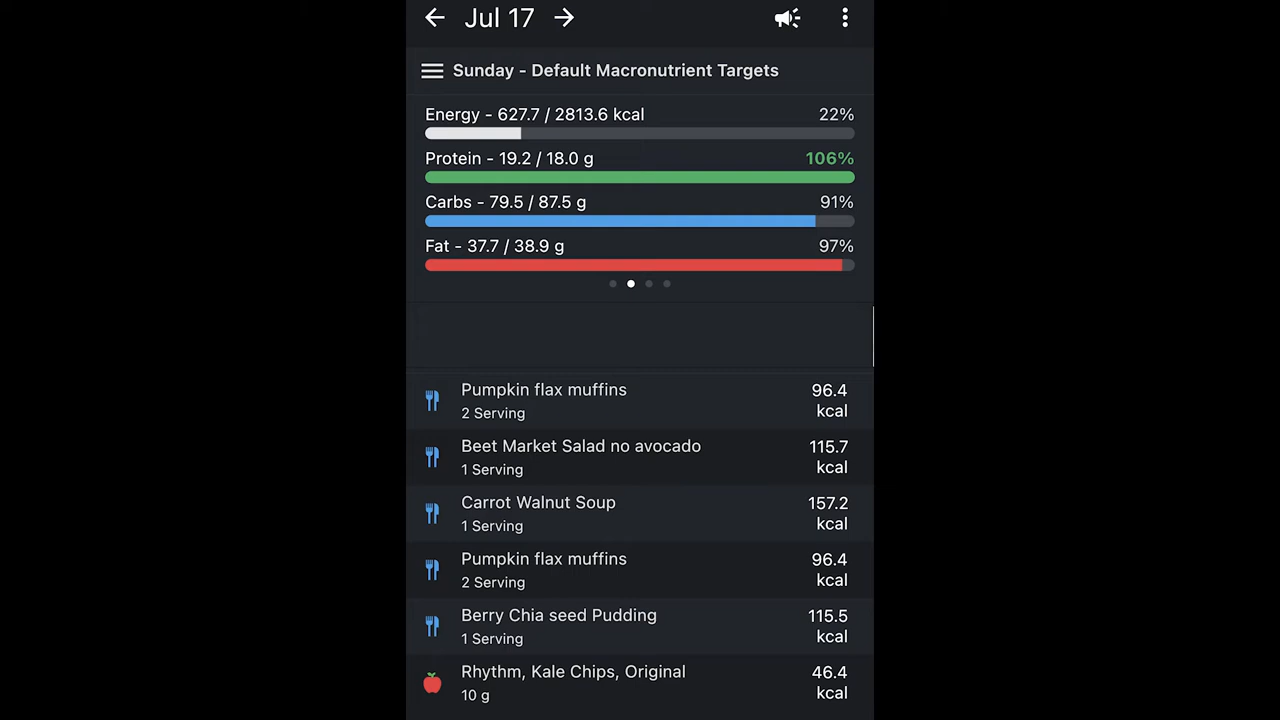 Jul 17
Sunday - Default Macronutrient Targets
Energy - 627.7 / 2813.6 kcal 22%
Protein - 19.2 / 18.0 g 106%
Carbs - 79.5 / 87.5 g 91%
Fat - 37.7 / 38.9 g 97%
Pumpkin flax muffins 96.4
2 Serving kcal
Beet Market Salad no avocado 115.7
1 Serving kcal
Carrot Walnut Soup 157.2
1 Serving kcal
Pumpkin flax muffins 96.4
2 Serving kcal
Berry Chia seed Pudding 115.5
1 Serving kcal
Rhythm, Kale Chips, Original 46.4
10 g kcal